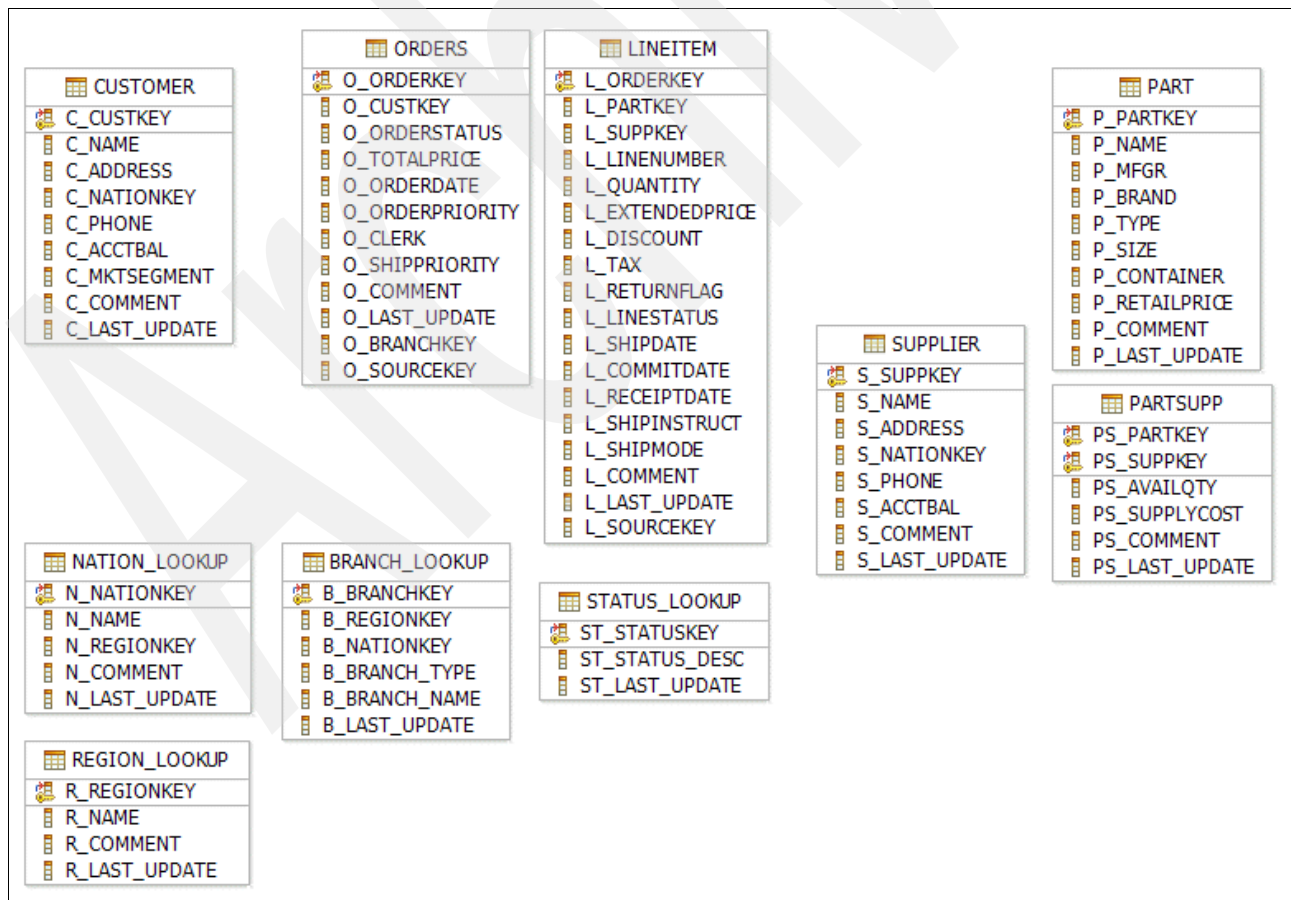 CUSTOMER
C_CUSTKEY
C_NAME
C_ADDRESS
C_NATIONKEY
C_PHONE
C_ACCTBAL
C_MKTSEGMENT
C_COMMENT
C_LAST_UPDATE
ORDERS
O_ORDERKEY
O_CUSTKEY
O_ORDERSTATUS
O_TOTALPRICE
O_ORDERDATE
O_ORDERPRIORITY
O_CLERK
O_SHIPPRIORITY
O_COMMENT
O_LAST_UPDATE
O_BRANCHKEY
O_SOURCEKEY
LINEITEM
L_ORDERKEY
L_PARTKEY
L_SUPPKEY
L_LINENUMBER
L_QUANTITY
L_EXTENDEDPRICE
L_DISCOUNT
L_TAX
L_RETURNFLAG
L_LINESTATUS
L_SHIPDATE
L_COMMITDATE
L_RECEIPTDATE
L_SHIPINSTRUCT
L_SHIPMODE
L_COMMENT
L_LAST_UPDATE
L_SOURCEKEY
SUPPLIER
S_SUPPKEY
S_NAME
S_ADDRESS
S_NATIONKEY
S_PHONE
S_ACCTBAL
S_COMMENT
S_LAST_UPDATE
PART
P_PARTKEY
P_NAME
P_MFGR
P_BRAND
P_TYPE
P_SIZE
P_CONTAINER
P_RETAILPRICE
P_COMMENT
P_LAST_UPDATE
PARTSUPP
PS_PARTKEY
PS_SUPPKEY
PS_AVAILQTY
PS_SUPPLYCOST
PS_COMMENT
PS_LAST_UPDATE
NATION_LOOKUP
N_NATIONKEY
N_NAME
N_REGIONKEY
N_COMMENT
N_LAST_UPDATE
BRANCH_LOOKUP
B_BRANCHKEY
B_REGIONKEY
B_NATIONKEY
B_BRANCH_TYPE
B_BRANCH_NAME
B_LAST_UPDATE
STATUS_LOOKUP
ST_STATUSKEY
ST_STATUS_DESC
ST_LAST_UPDATE
REGION_LOOKUP
R_REGIONKEY
R_NAME
R_COMMENT
R_LAST_UPDATE